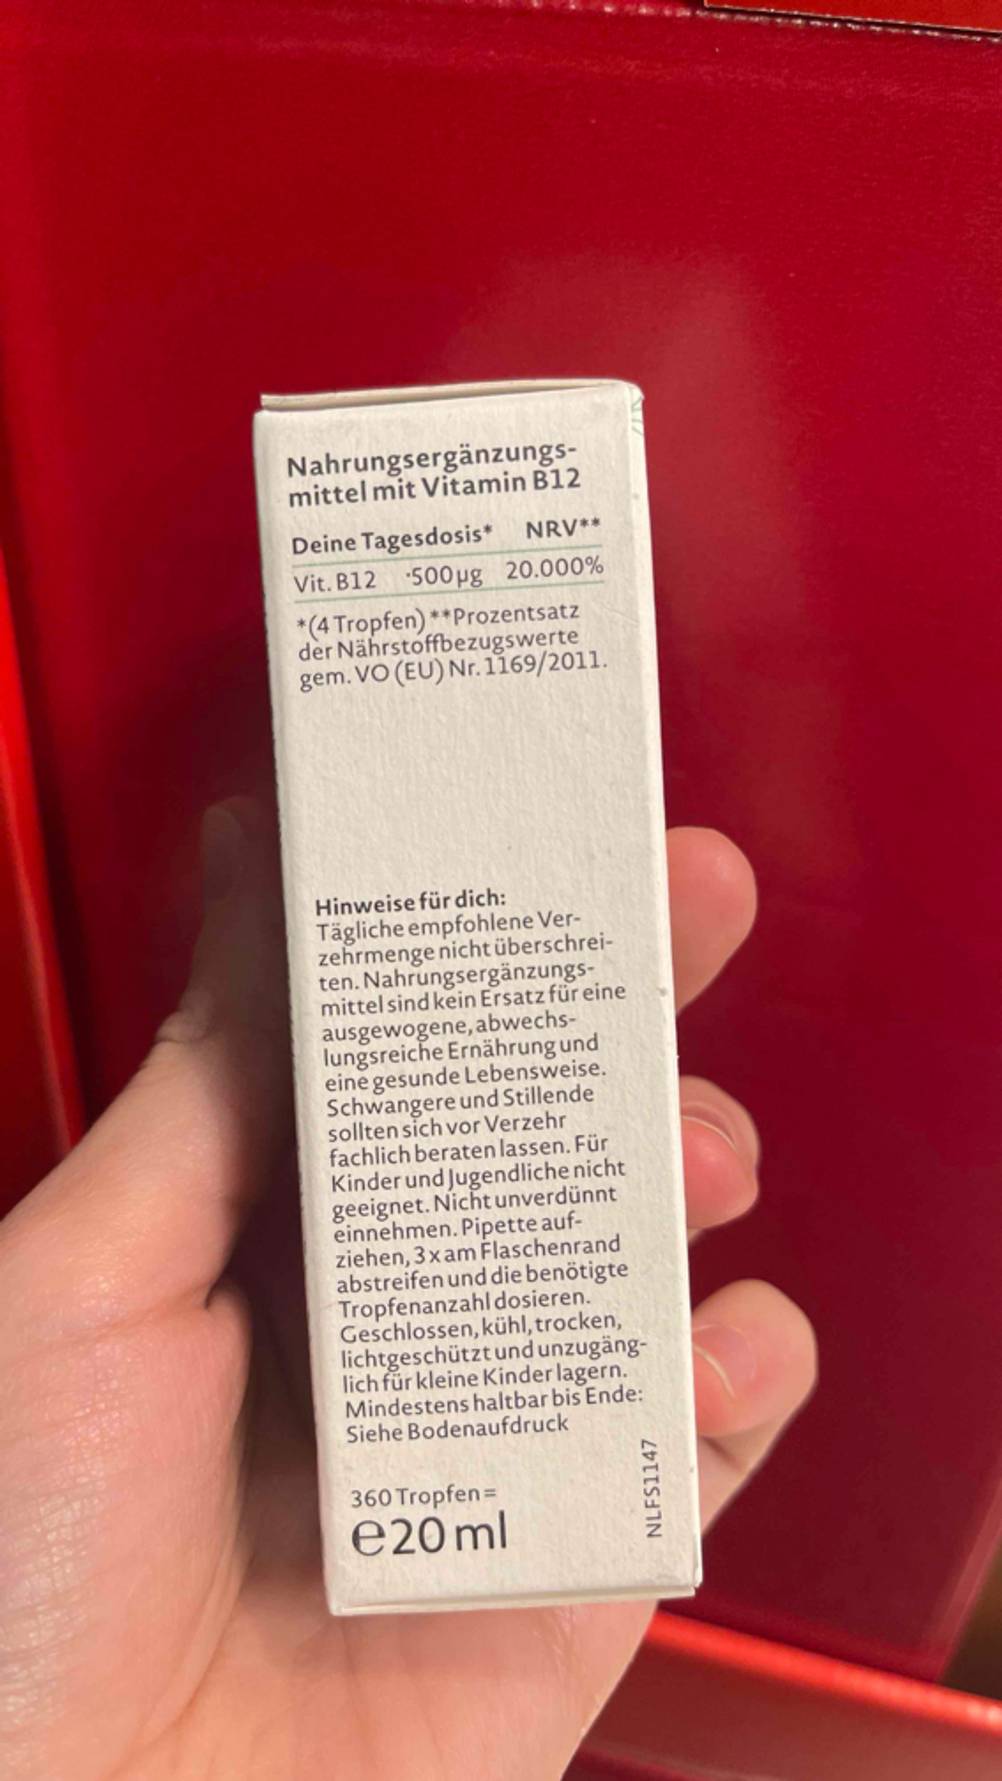 Nahrungsergänzungs-
mittel mit Vitamin B12
Deine Tagesdosis* NRV**
Vit. B12 500µg 20.000%
*(4 Tropfen) **Prozentsatz
der Nährstoffbezugswerte
gem. VO (EU) Nr. 1169/2011.
Hinweise für dich:
Tägliche empfohlene Ver-
zehrmenge nicht überschrei-
ten. Nahrungsergänzungs-
mittel sind kein Ersatz für eine
ausgewogene, abwechs-
lungsreiche Ernährung und
eine gesunde Lebensweise.
Schwangere und Stillende
sollten sich vor Verzehr
fachlich beraten lassen. Für
Kinder und Jugendliche nicht
geeignet. Nicht unverdünnt
einnehmen. Pipette auf-
ziehen, 3 x am Flaschenrand
abstreifen und die benötigte
Tropfenanzahl dosieren.
Geschlossen, kühl, trocken,
lichtgeschützt und unzugäng-
lich für kleine Kinder lagern.
Mindestens haltbar bis Ende:
Siehe Bodenaufdruck
360 Tropfen =
℮20 ml
NLFS1147